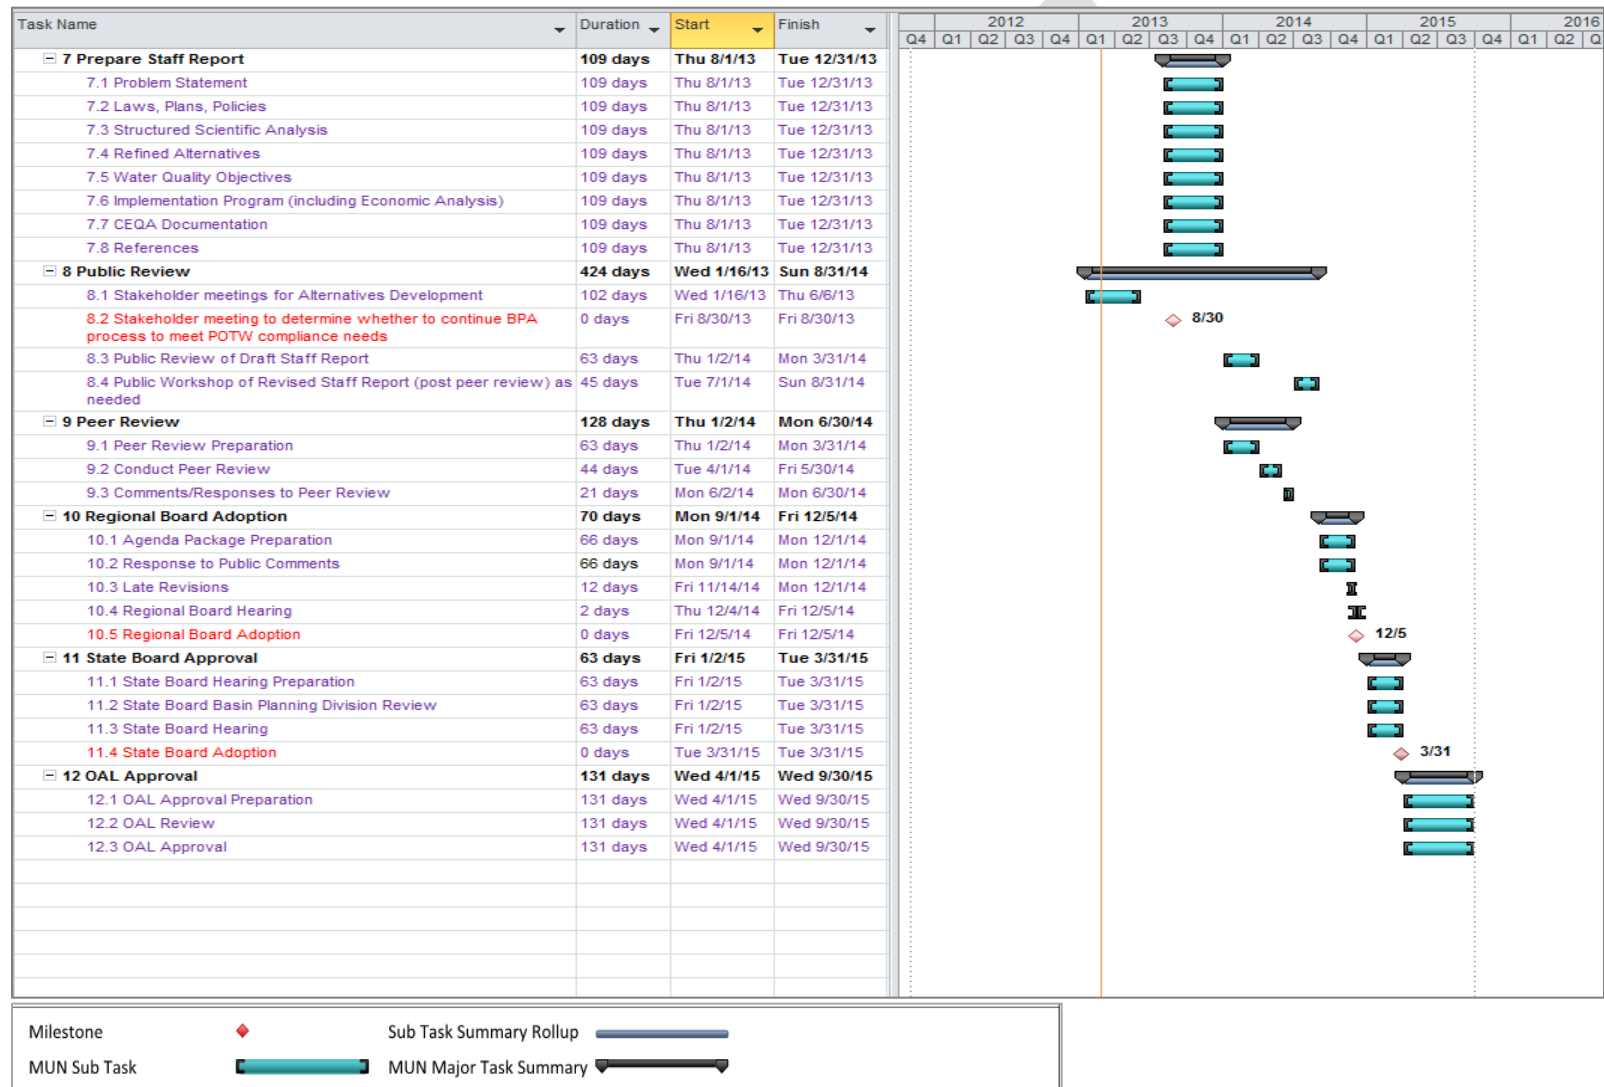 Task Name Duration Start Finish 2012 2013 2014 2015 2016
Q4 Q1 Q2 Q3 Q4 Q1 Q2 Q3 Q4 Q1 Q2 Q3 Q4 Q1 Q2 Q3 Q4 Q1 Q2 Q
7 Prepare Staff Report 109 days Thu 8/1/13 Tue 12/31/13
7.1 Problem Statement 109 days Thu 8/1/13 Tue 12/31/13
7.2 Laws, Plans, Policies 109 days Thu 8/1/13 Tue 12/31/13
7.3 Structured Scientific Analysis 109 days Thu 8/1/13 Tue 12/31/13
7.4 Refined Alternatives 109 days Thu 8/1/13 Tue 12/31/13
7.5 Water Quality Objectives 109 days Thu 8/1/13 Tue 12/31/13
7.6 Implementation Program (including Economic Analysis) 109 days Thu 8/1/13 Tue 12/31/13
7.7 CEQA Documentation 109 days Thu 8/1/13 Tue 12/31/13
7.8 References 109 days Thu 8/1/13 Tue 12/31/13
8 Public Review 424 days Wed 1/16/13 Sun 8/31/14
8.1 Stakeholder meetings for Alternatives Development 102 days Wed 1/16/13 Thu 6/6/13
8.2 Stakeholder meeting to determine whether to continue BPA 0 days Fri 8/30/13 Fri 8/30/13 8/30
process to meet POTW compliance needs
8.3 Public Review of Draft Staff Report 63 days Thu 1/2/14 Mon 3/31/14
8.4 Public Workshop of Revised Staff Report (post peer review) as 45 days Tue 7/1/14 Sun 8/31/14
needed
9 Peer Review 128 days Thu 1/2/14 Mon 6/30/14
9.1 Peer Review Preparation 63 days Thu 1/2/14 Mon 3/31/14
9.2 Conduct Peer Review 44 days Tue 4/1/14 Fri 5/30/14
9.3 Comments/Responses to Peer Review 21 days Mon 6/2/14 Mon 6/30/14
10 Regional Board Adoption 70 days Mon 9/1/14 Fri 12/5/14
10.1 Agenda Package Preparation 66 days Mon 9/1/14 Mon 12/1/14
10.2 Response to Public Comments 66 days Mon 9/1/14 Mon 12/1/14
10.3 Late Revisions 12 days Fri 11/14/14 Mon 12/1/14
10.4 Regional Board Hearing 2 days Thu 12/4/14 Fri 12/5/14
10.5 Regional Board Adoption 0 days Fri 12/5/14 Fri 12/5/14 12/5
11 State Board Approval 63 days Fri 1/2/15 Tue 3/31/15
11.1 State Board Hearing Preparation 63 days Fri 1/2/15 Tue 3/31/15
11.2 State Board Basin Planning Division Review 63 days Fri 1/2/15 Tue 3/31/15
11.3 State Board Hearing 63 days Fri 1/2/15 Tue 3/31/15
11.4 State Board Adoption 0 days Tue 3/31/15 Tue 3/31/15 3/31
12 OAL Approval 131 days Wed 4/1/15 Wed 9/30/15
12.1 OAL Approval Preparation 131 days Wed 4/1/15 Wed 9/30/15
12.2 OAL Review 131 days Wed 4/1/15 Wed 9/30/15
12.3 OAL Approval 131 days Wed 4/1/15 Wed 9/30/15
Milestone Sub Task Summary Rollup
MUN Sub Task MUN Major Task Summary